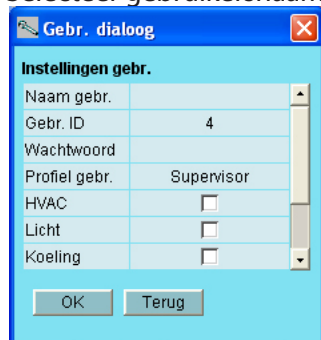 Gebr. dialoog
Instellingen gebr.
Naam gebr.
Gebr. ID 4
Wachtwoord
Profiel gebr. Supervisor
HVAC
Licht
Koeling
OK Terug